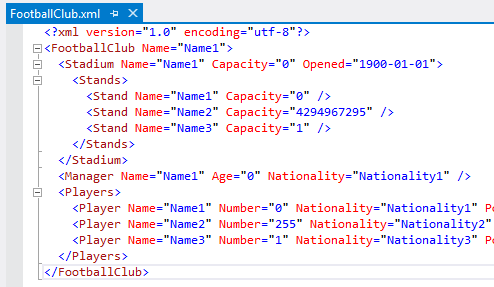 FootballClub.xml
<?xml version="1.0" encoding="utf-8"?>
<FootballClub Name="Name1">
<Stadium Name="Name1" Capacity="0" Opened="1900-01-01">
<Stands>
<Stand Name="Name1" Capacity="0" />
<Stand Name="Name2" Capacity="4294967295" />
<Stand Name="Name3" Capacity="1" />
</Stands>
</Stadium>
<Manager Name="Name1" Age="0" Nationality="Nationality1" />
<Players>
<Player Name="Name1" Number="0" Nationality="Nationality1" Po
<Player Name="Name2" Number="255" Nationality="Nationality2"
<Player Name="Name3" Number="1" Nationality="Nationality3" Po
</Players>
</FootballClub>